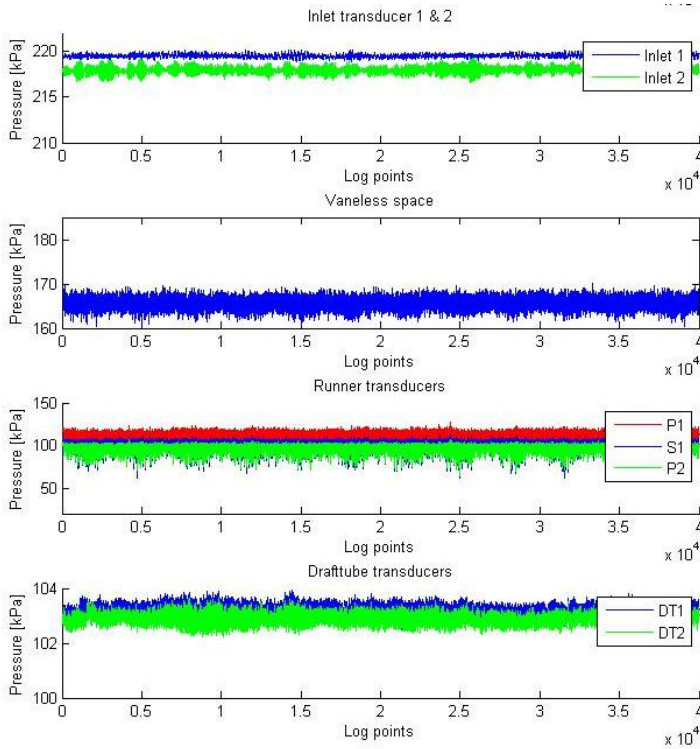 Inlet transducer 1 & 2
Pressure [kPa]
220
215
210
Inlet 1
Inlet 2
0 0.5 1 1.5 2 2.5 3 3.5 4
Log points
x 10^4
Vaneless space
Pressure [kPa]
180
170
160
0 0.5 1 1.5 2 2.5 3 3.5 4
Log points
x 10^4
Runner transducers
Pressure [kPa]
150
100
50
P1
S1
P2
0 0.5 1 1.5 2 2.5 3 3.5 4
Log points
x 10^4
Drafttube transducers
Pressure [kPa]
104
102
100
DT1
DT2
0 0.5 1 1.5 2 2.5 3 3.5 4
Log points
x 10^4